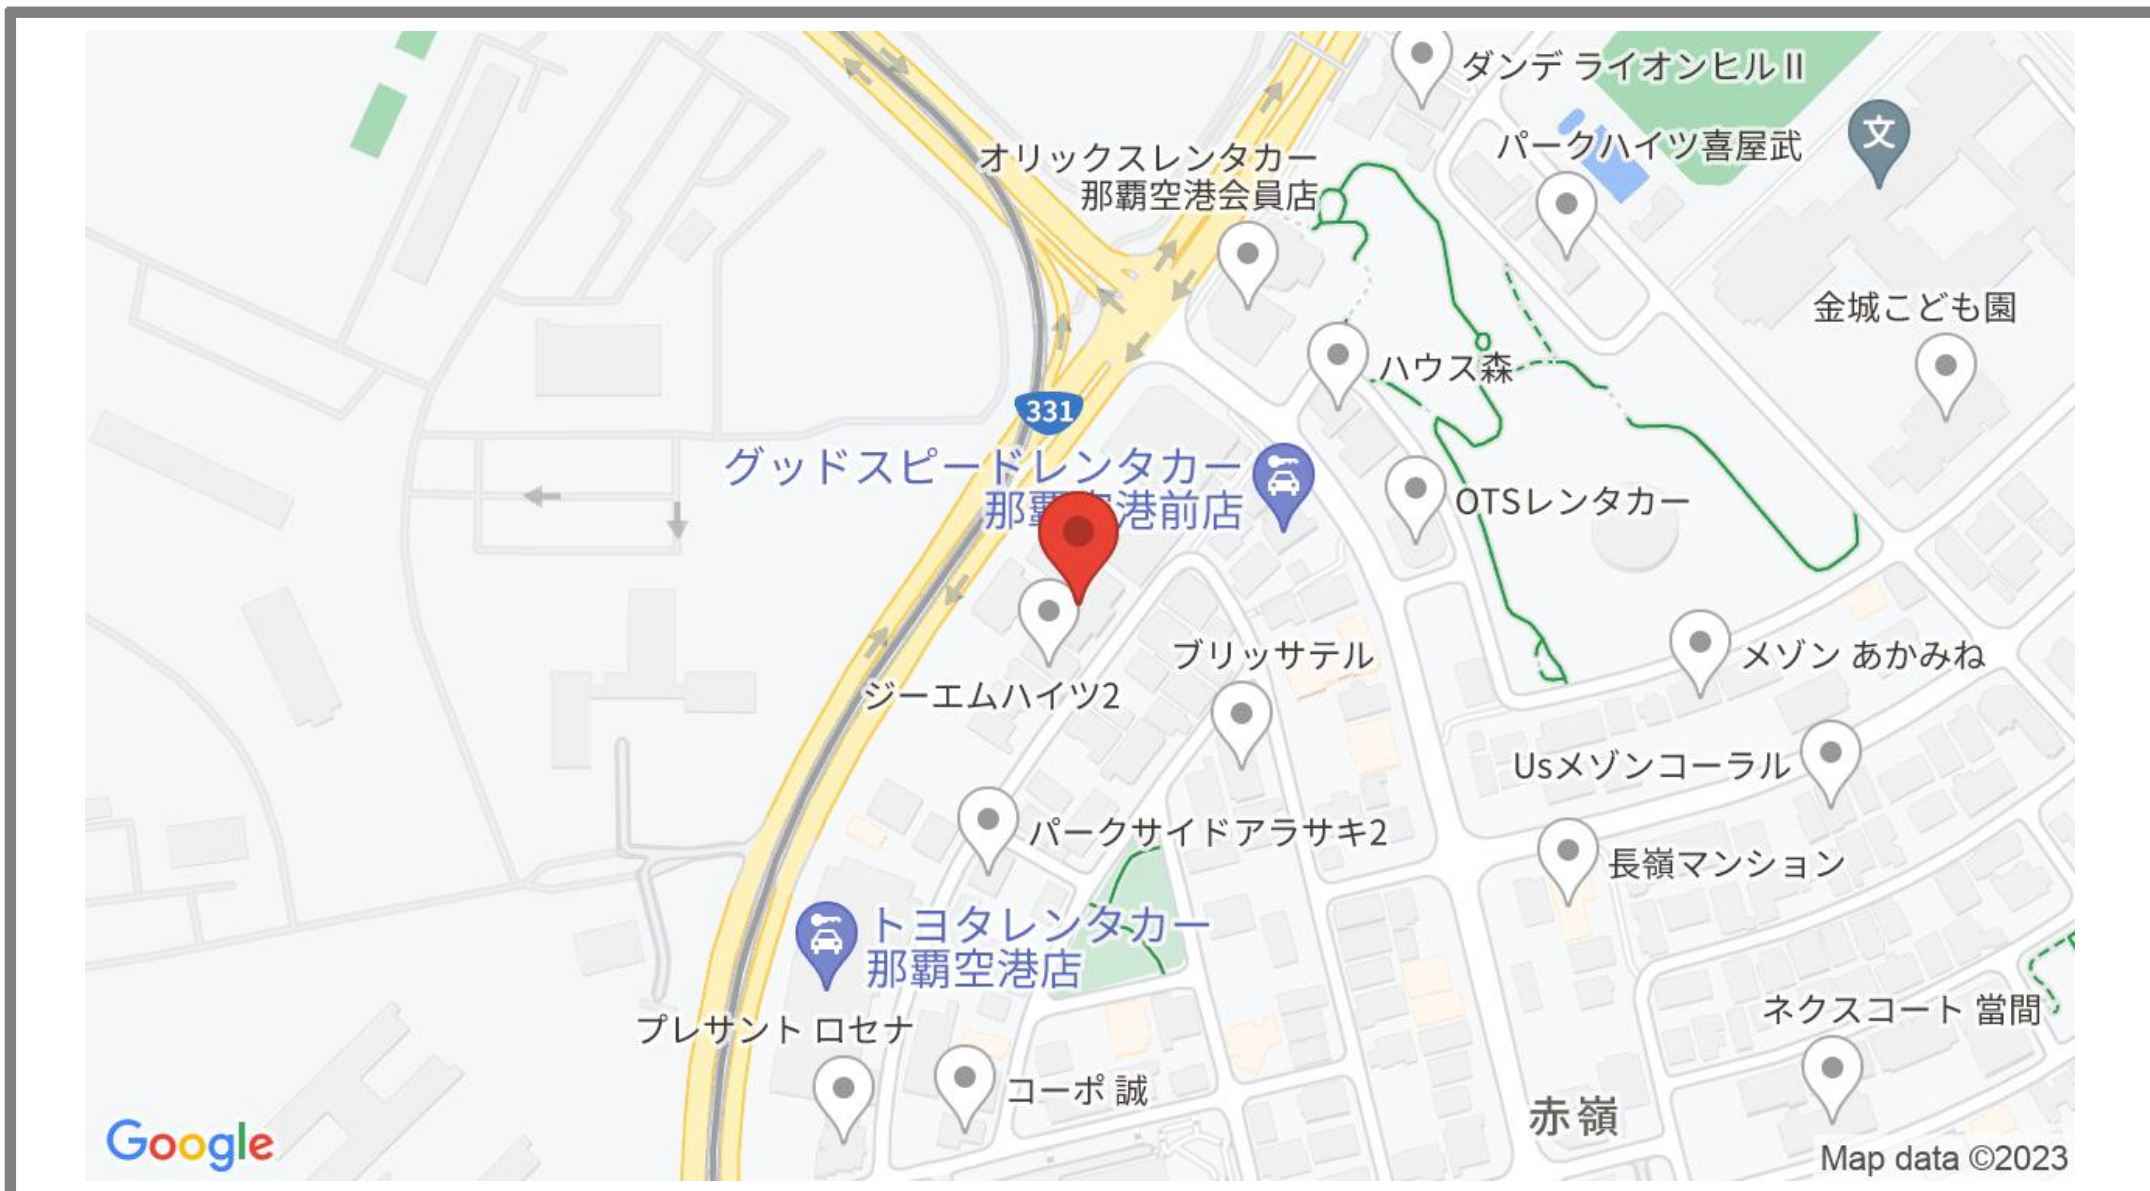 ダンデ ライオンヒル II
パークハイツ喜屋武
文
オリックスレンタカー
那覇空港会員店
金城こども園
ハウス森
331
グッドスピードレンタカー
那覇空港前店
OTSレンタカー
ブリッサテル
メゾン あかみね
ジーエムハイツ2
Usメゾンコーラル
パークサイドアラサキ2
長嶺マンション
トヨタレンタカー
那覇空港店
プレサント ロセナ
ネクスコート 當間
コーポ 誠
赤嶺
Google
Map data ©2023